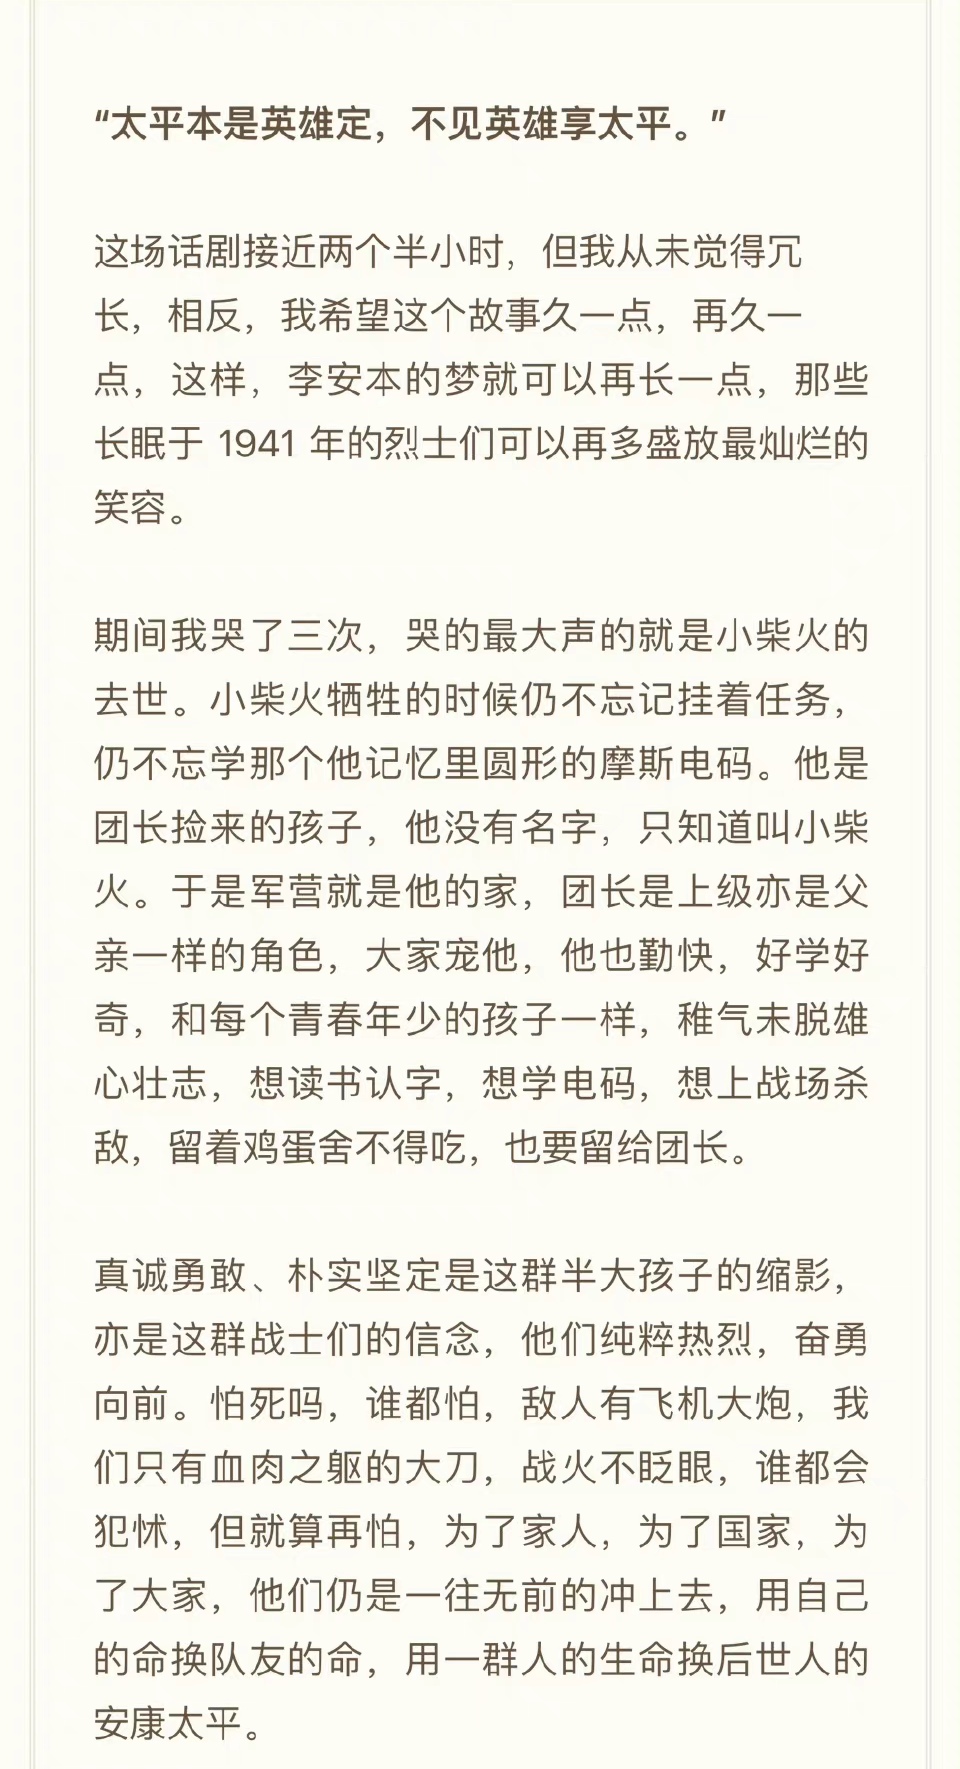 “太平本是英雄定，不见英雄享太平。”
这场话剧接近两个半小时，但我从未觉得冗
长，相反，我希望这个故事久一点，再久一
点，这样，李安本的梦就可以再长一点，那些
长眠于 1941 年的烈士们可以再多盛放最灿烂的
笑容。
期间我哭了三次，哭的最大声的就是小柴火的
去世。小柴火牺牲的时候仍不忘记挂着任务，
仍不忘学那个他记忆里圆形的摩斯电码。他是
团长捡来的孩子，他没有名字，只知道叫小柴
火。于是军营就是他的家，团长是上级亦是父
亲一样的角色，大家宠他，他也勤快，好学好
奇，和每个青春年少的孩子一样，稚气未脱雄
心壮志，想读书认字，想学电码，想上战场杀
敌，留着鸡蛋舍不得吃，也要留给团长。
真诚勇敢、朴实坚定是这群半大孩子的缩影，
亦是这群战士们的信念，他们纯粹热烈，奋勇
向前。怕死吗，谁都怕，敌人有飞机大炮，我
们只有血肉之躯的大刀，战火不眨眼，谁都会
犯怵，但就算再怕，为了家人，为了国家，为
了大家，他们仍是一往无前的冲上去，用自己
的命换队友的命，用一群人的生命换后世人的
安康太平。